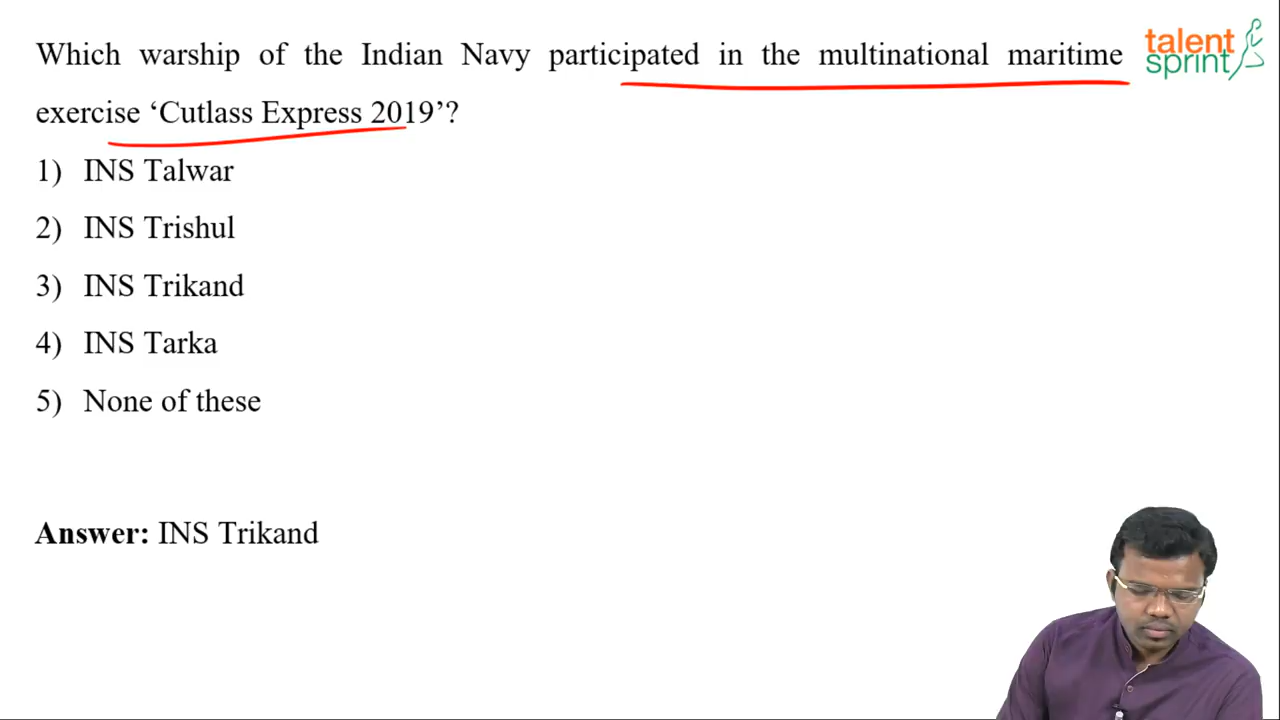 Which warship of the Indian Navy participated in the multinational maritime
exercise ‘Cutlass Express 2019’?
1) INS Talwar
2) INS Trishul
3) INS Trikand
4) INS Tarka
5) None of these
Answer: INS Trikand
talent
sprint